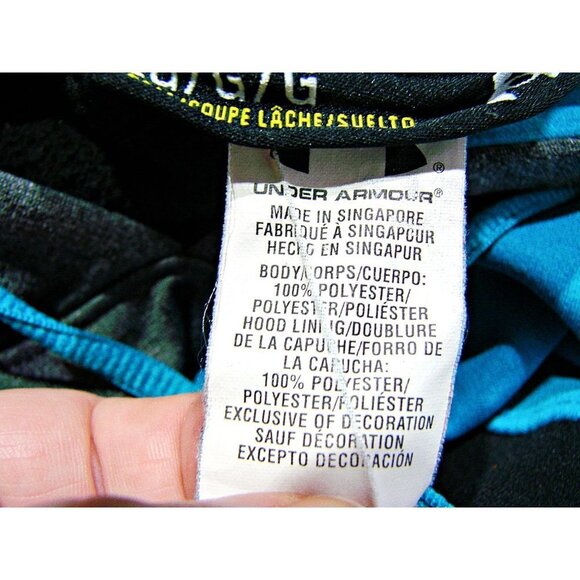 G/G/G
COUPE LÂCHE/SUELTO
®
UNDER ARMOUR®
MADE IN SINGAPORE
FABRIQUÉ À SINGAPOUR
HECHO EN SINGAPUR
BODY/CORPS/CUERPO:
100% POLYESTER/
POLYESTER/POLIÉSTER
HOOD LINING/DOUBLURE
DE LA CAPUCHE/FORRO DE
LA CAPUCHA:
100% POLYESTER/
POLYESTER/POLIÉSTER
EXCLUSIVE OF DECORATION
SAUF DÉCORATION
EXCEPTO DECORACIÓN